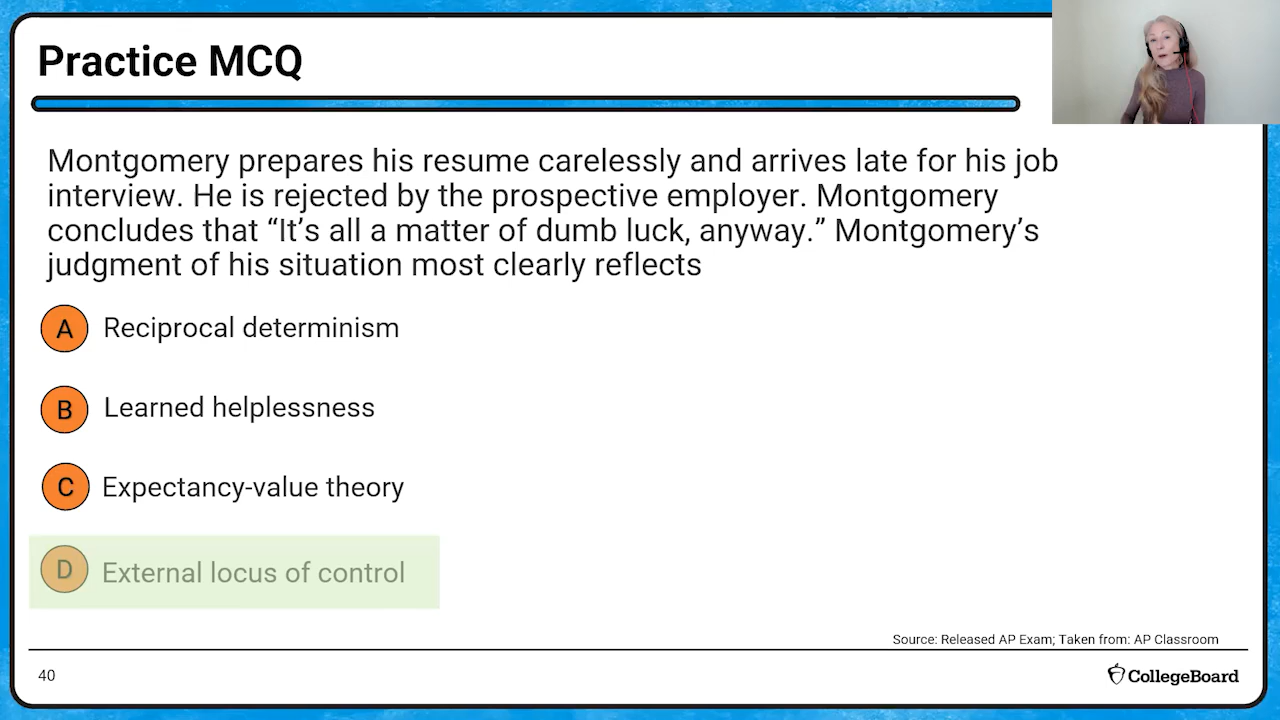 Practice MCQ
Montgomery prepares his resume carelessly and arrives late for his job
interview. He is rejected by the prospective employer. Montgomery
concludes that “It’s all a matter of dumb luck, anyway.” Montgomery’s
judgment of his situation most clearly reflects
A Reciprocal determinism
B Learned helplessness
C Expectancy-value theory
D External locus of control
Source: Released AP Exam; Taken from: AP Classroom
40
CollegeBoard